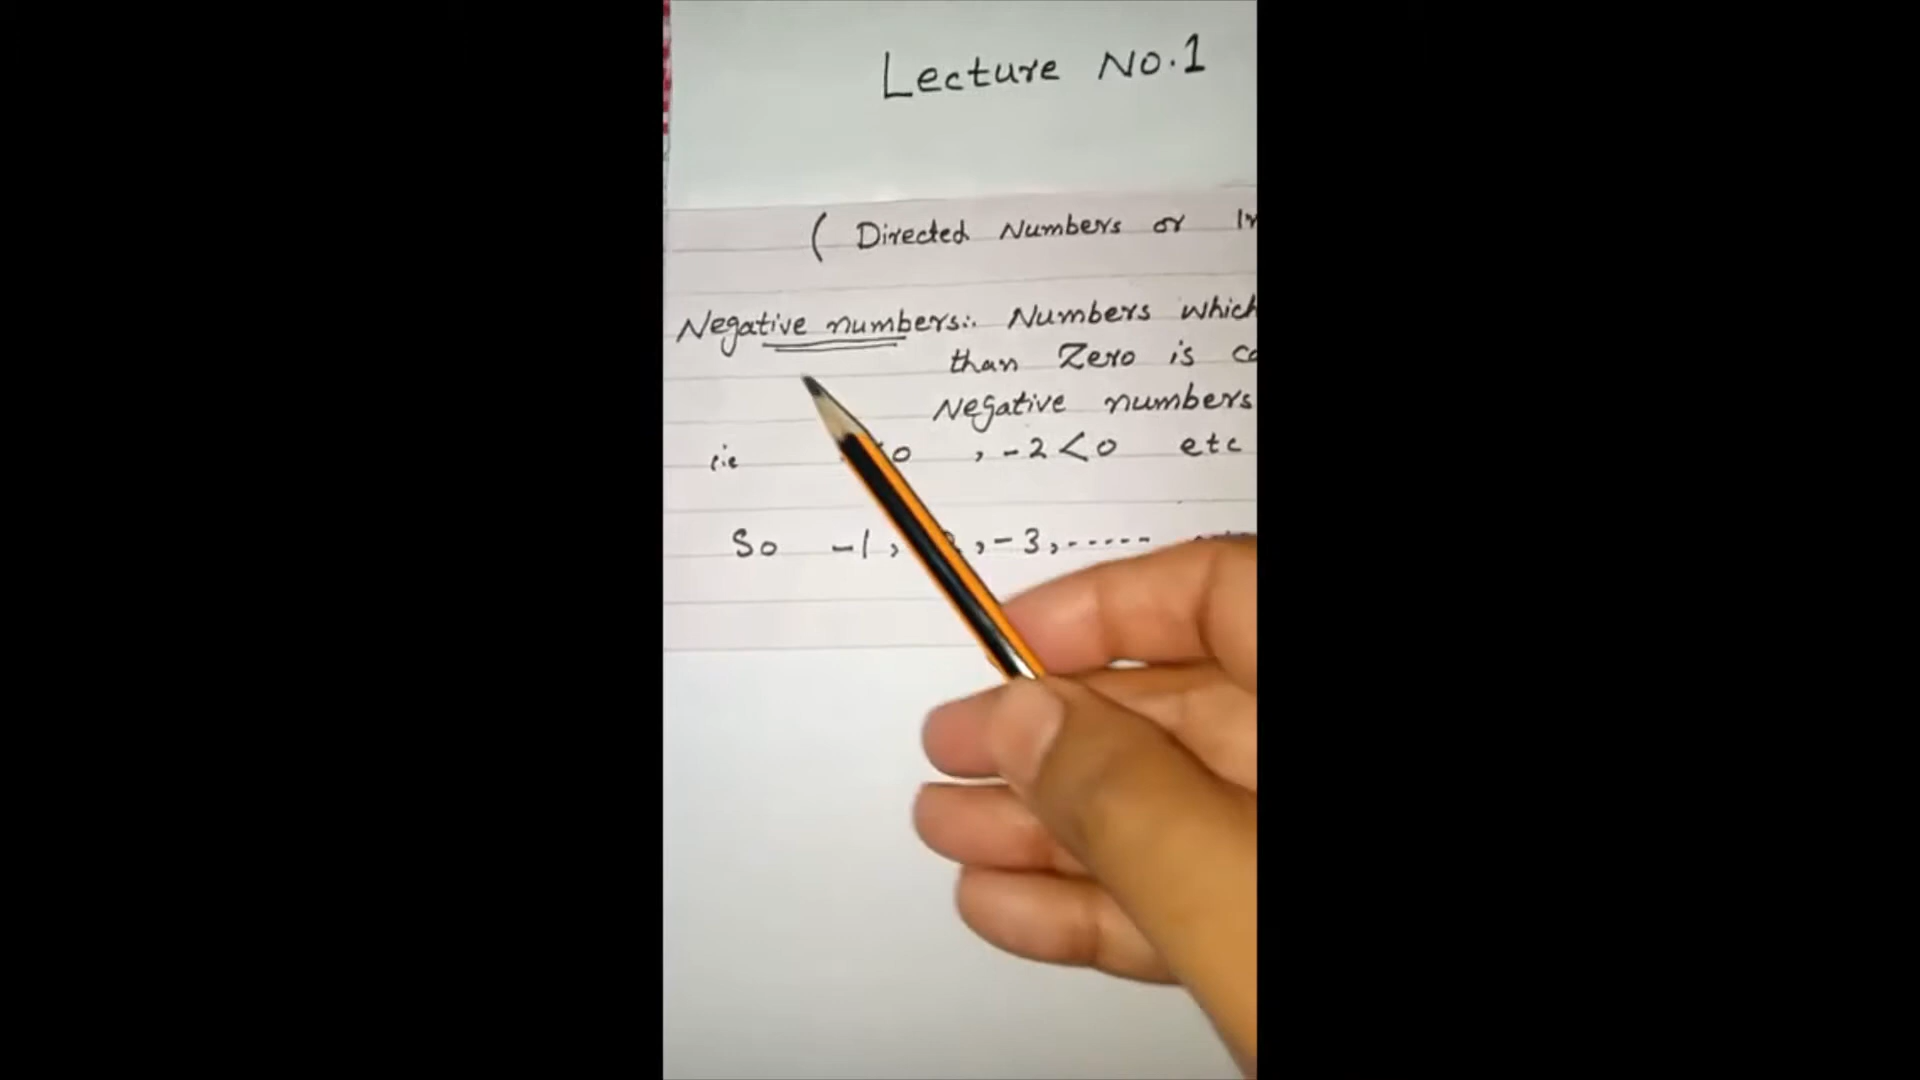 Lecture No.1
( Directed Numbers or
Negative numbers:. Numbers which
than Zero is
Negative numbers
i.e 0 , -2<0 etc
So -1, , -3, .....